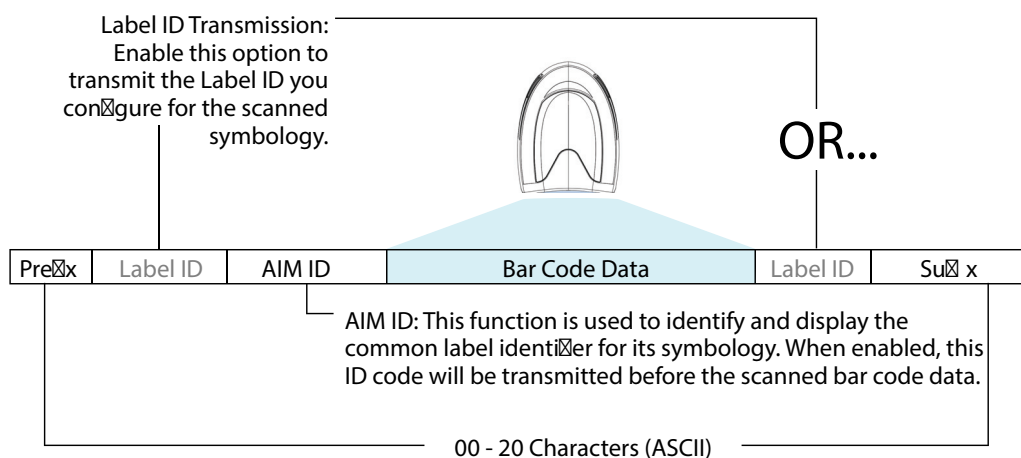 Label ID Transmission:
Enable this option to
transmit the Label ID you
con☒gure for the scanned
symbology.
OR...
Pre☒x Label ID AIM ID Bar Code Data Label ID Su☒ x
AIM ID: This function is used to identify and display the
common label identi☒er for its symbology. When enabled, this
ID code will be transmitted before the scanned bar code data.
00 - 20 Characters (ASCII)